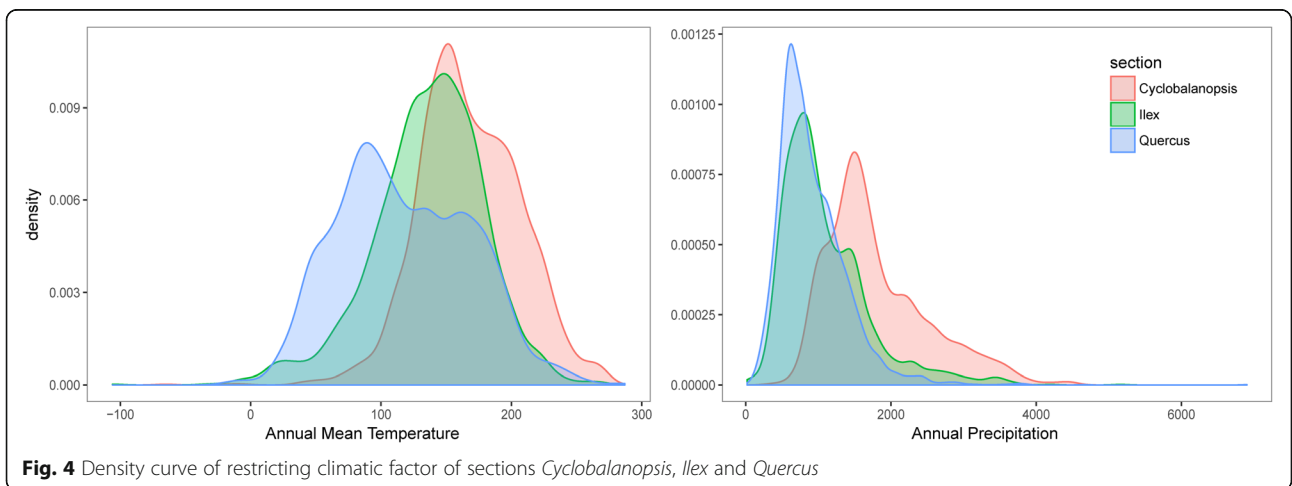 density
0.009
0.006
0.003
0.000
−100
0
100
200
300
Annual Mean Temperature
0.00125
0.00100
0.00075
0.00050
0.00025
0.00000
0
2000
4000
6000
Annual Precipitation
section
Cyclobalanopsis
Ilex
Quercus
Fig. 4 Density curve of restricting climatic factor of sections Cyclobalanopsis, Ilex and Quercus